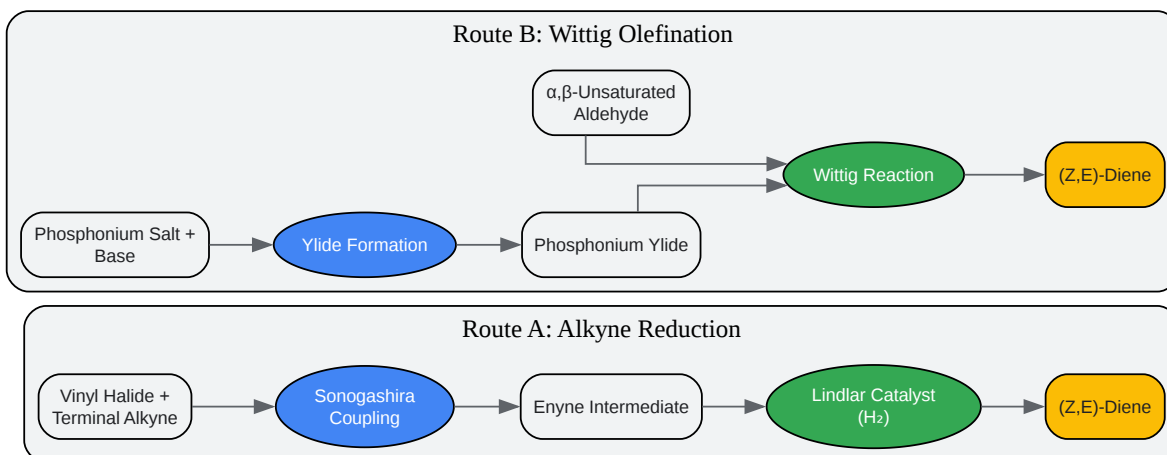 Route B: Wittig Olefination
α,β-Unsaturated
Aldehyde
Wittig Reaction
(Z,E)-Diene
Phosphonium Salt +
Base
Ylide Formation
Phosphonium Ylide
Route A: Alkyne Reduction
Vinyl Halide +
Terminal Alkyne
Sonogashira
Coupling
Enyne Intermediate
Lindlar Catalyst
(H₂)
(Z,E)-Diene